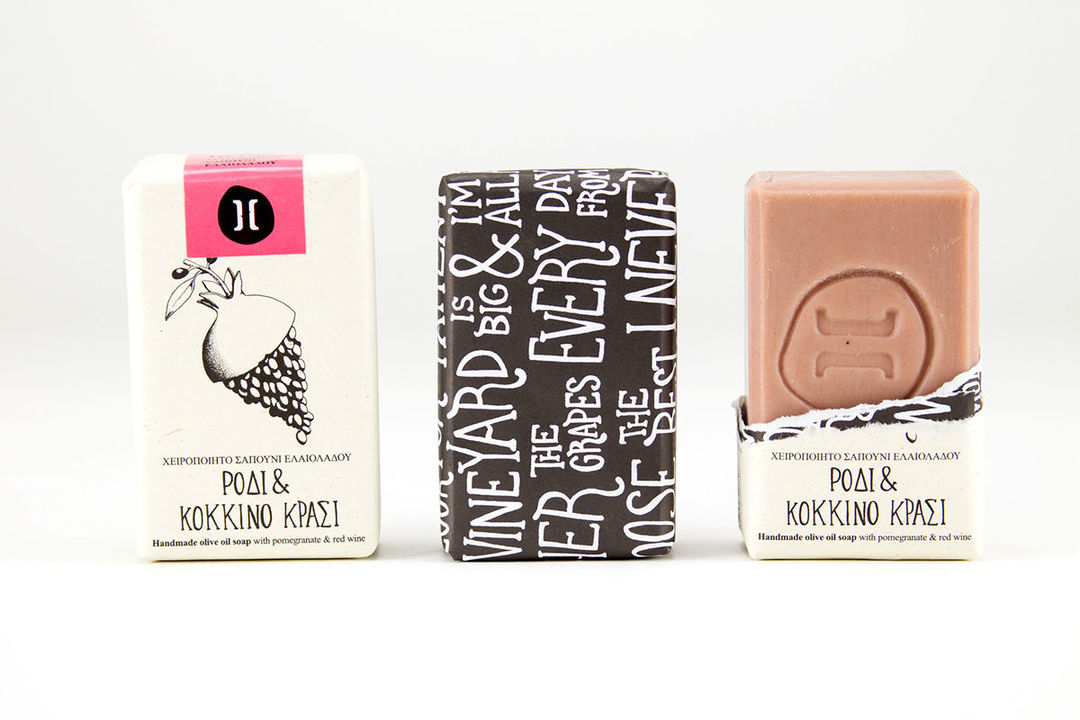 ΕΛΑΙΟΛΑΔΟΥ
ΧΕΙΡΟΠΟΙΗΤΟ ΣΑΠΟΥΝΙ ΕΛΑΙΟΛΑΔΟΥ
ΡΟΔΙ &
ΚΟΚΚΙΝΟ ΚΡΑΣΙ
Handmade olive oil soap with pomegranate & red wine
VINEYARD IS BIG & ALL
I'M
THE GRAPES EVERY DAY
FROM
THE BEST I NEVER
ΧΕΙΡΟΠΟΙΗΤΟ ΣΑΠΟΥΝΙ ΕΛΑΙΟΛΑΔΟΥ
ΡΟΔΙ &
ΚΟΚΚΙΝΟ ΚΡΑΣΙ
Handmade olive oil soap with pomegranate & red wine